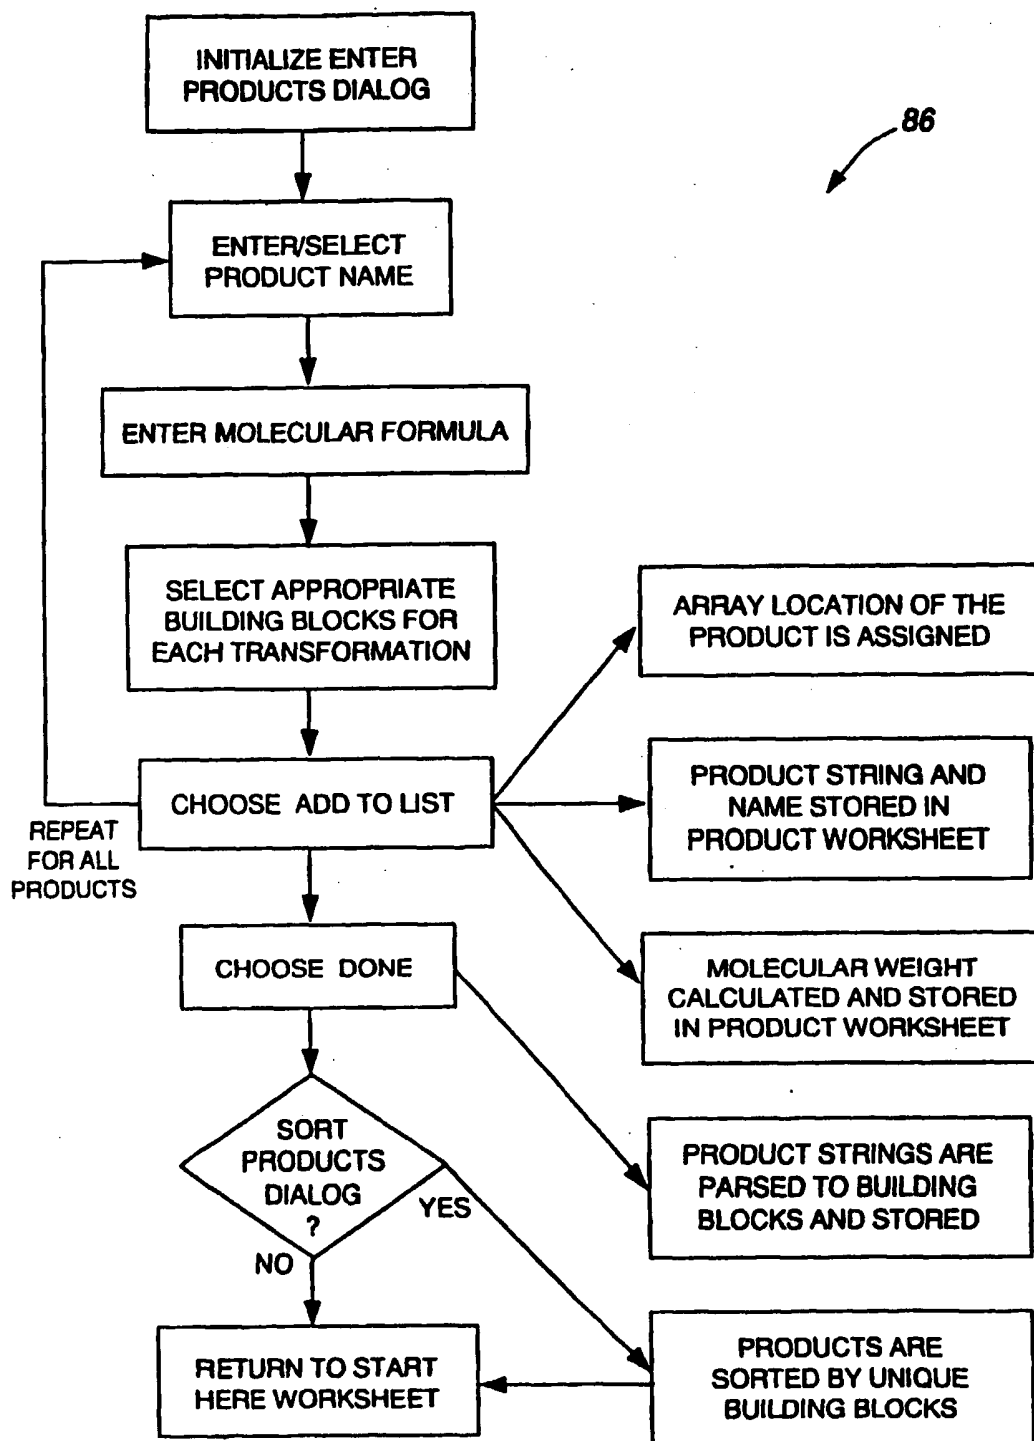 INITIALIZE ENTER
PRODUCTS DIALOG
86
ENTER/SELECT
PRODUCT NAME
ENTER MOLECULAR FORMULA
SELECT APPROPRIATE
BUILDING BLOCKS FOR
EACH TRANSFORMATION
ARRAY LOCATION OF THE
PRODUCT IS ASSIGNED
CHOOSE ADD TO LIST
PRODUCT STRING AND
NAME STORED IN
PRODUCT WORKSHEET
REPEAT
FOR ALL
PRODUCTS
CHOOSE DONE
MOLECULAR WEIGHT
CALCULATED AND STORED
IN PRODUCT WORKSHEET
SORT
PRODUCTS
DIALOG
?
YES
NO
PRODUCT STRINGS ARE
PARSED TO BUILDING
BLOCKS AND STORED
RETURN TO START
HERE WORKSHEET
PRODUCTS ARE
SORTED BY UNIQUE
BUILDING BLOCKS